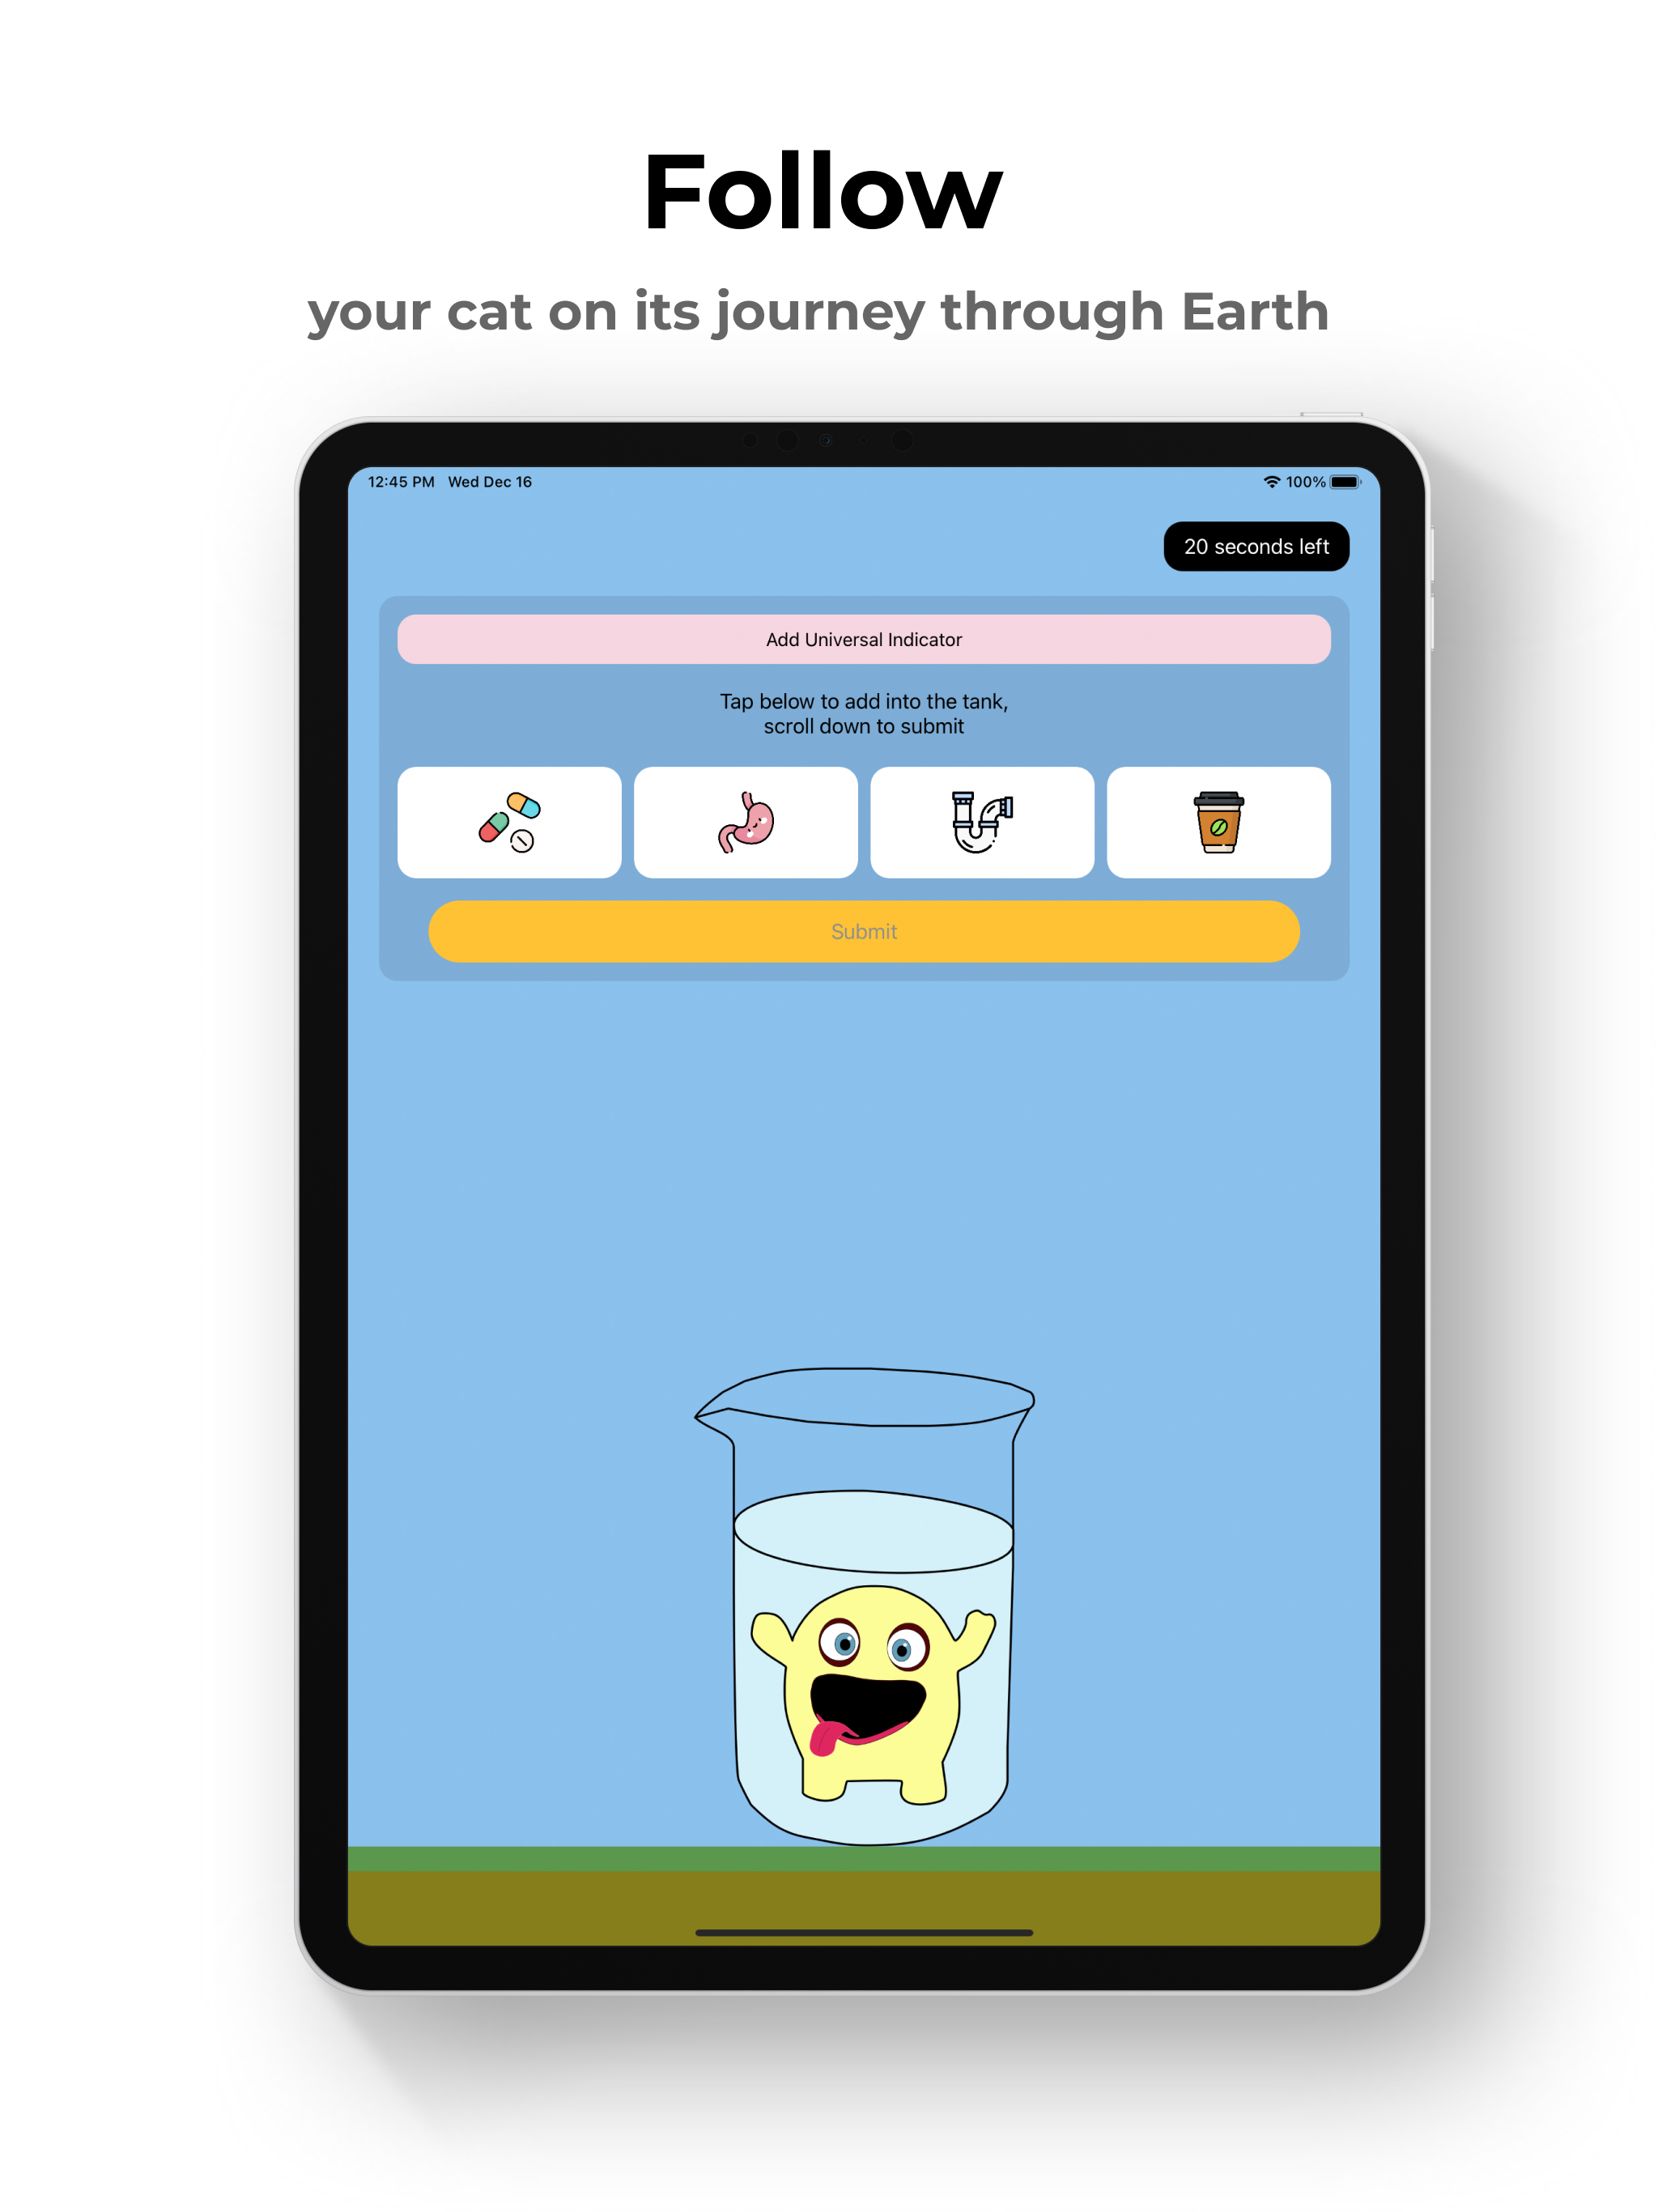 Follow
your cat on its journey through Earth
12:45 PM Wed Dec 16
100%
20 seconds left
Add Universal Indicator
Tap below to add into the tank,
scroll down to submit
Submit